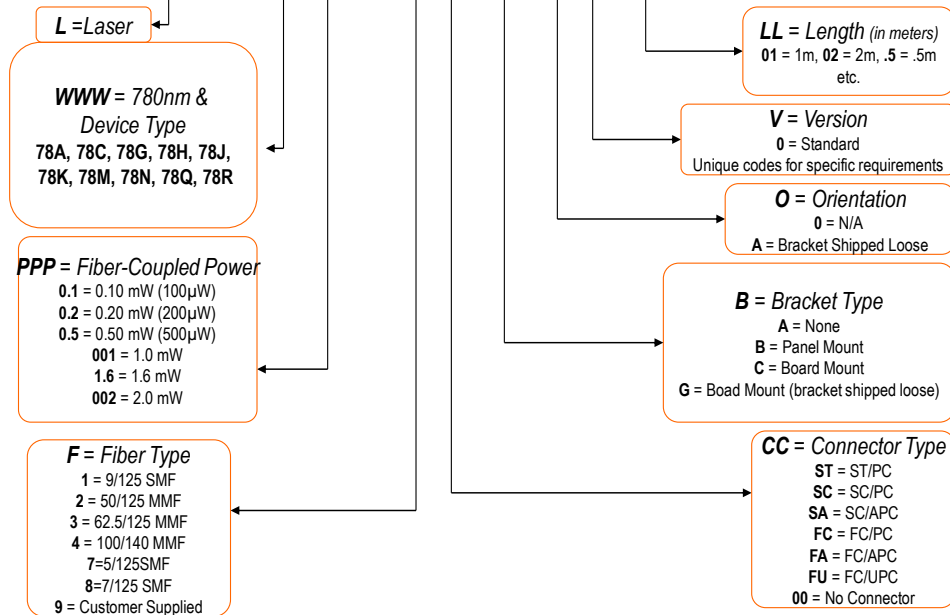 L =Laser
WWW = 780nm &
Device Type
78A, 78C, 78G, 78H, 78J,
78K, 78M, 78N, 78Q, 78R
PPP = Fiber-Coupled Power
0.1 = 0.10 mW (100µW)
0.2 = 0.20 mW (200µW)
0.5 = 0.50 mW (500µW)
001 = 1.0 mW
1.6 = 1.6 mW
002 = 2.0 mW
F = Fiber Type
1 = 9/125 SMF
2 = 50/125 MMF
3 = 62.5/125 MMF
4 = 100/140 MMF
7=5/125SMF
8=7/125 SMF
9 = Customer Supplied
LL = Length (in meters)
01 = 1m, 02 = 2m, .5 = .5m
etc.
V = Version
0 = Standard
Unique codes for specific requirements
O = Orientation
0 = N/A
A = Bracket Shipped Loose
B = Bracket Type
A = None
B = Panel Mount
C = Board Mount
G = Boad Mount (bracket shipped loose)
CC = Connector Type
ST = ST/PC
SC = SC/PC
SA = SC/APC
FC = FC/PC
FA = FC/APC
FU = FC/UPC
00 = No Connector